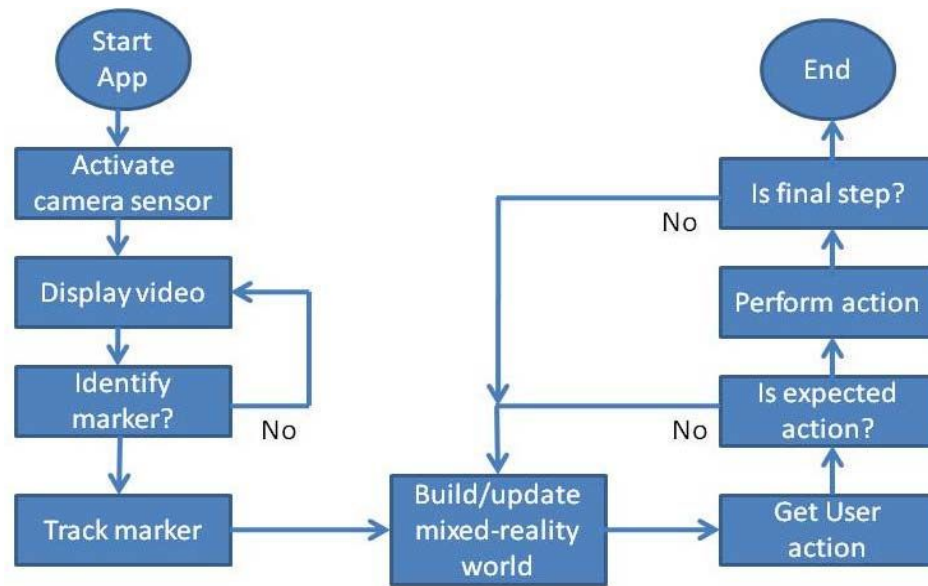 Start
App
Activate
camera sensor
Display video
Identify
marker?
No
Track marker
Build/update
mixed-reality
world
Get User
action
Is expected
action?
No
Perform action
Is final step?
No
End